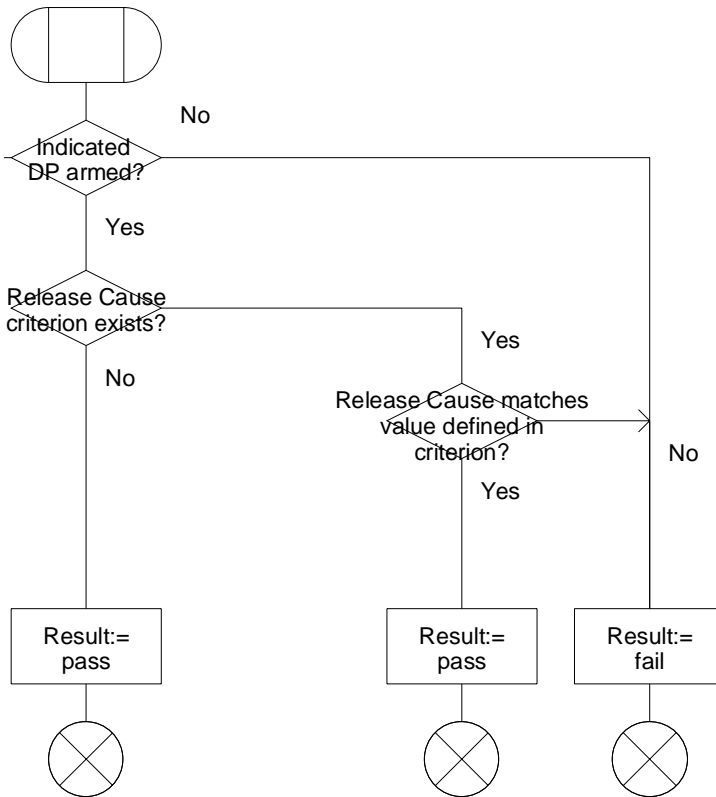 No
Indicated
DP armed?
Yes
Release Cause
criterion exists?
Yes
No
Release Cause matches
value defined in
criterion?
No
Yes
Result:=
pass
Result:=
pass
Result:=
fail